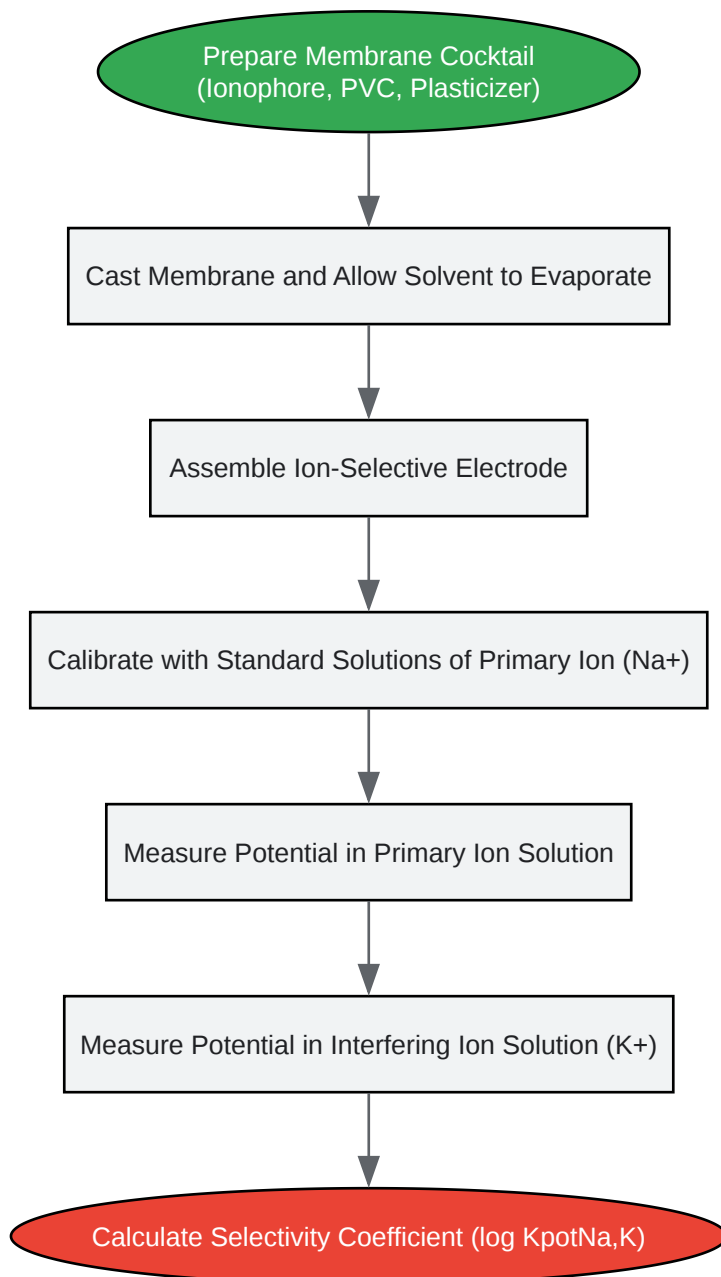 Prepare Membrane Cocktail
(Ionophore, PVC, Plasticizer)
Cast Membrane and Allow Solvent to Evaporate
Assemble Ion-Selective Electrode
Calibrate with Standard Solutions of Primary Ion (Na+)
Measure Potential in Primary Ion Solution
Measure Potential in Interfering Ion Solution (K+)
Calculate Selectivity Coefficient (log KpotNa,K)